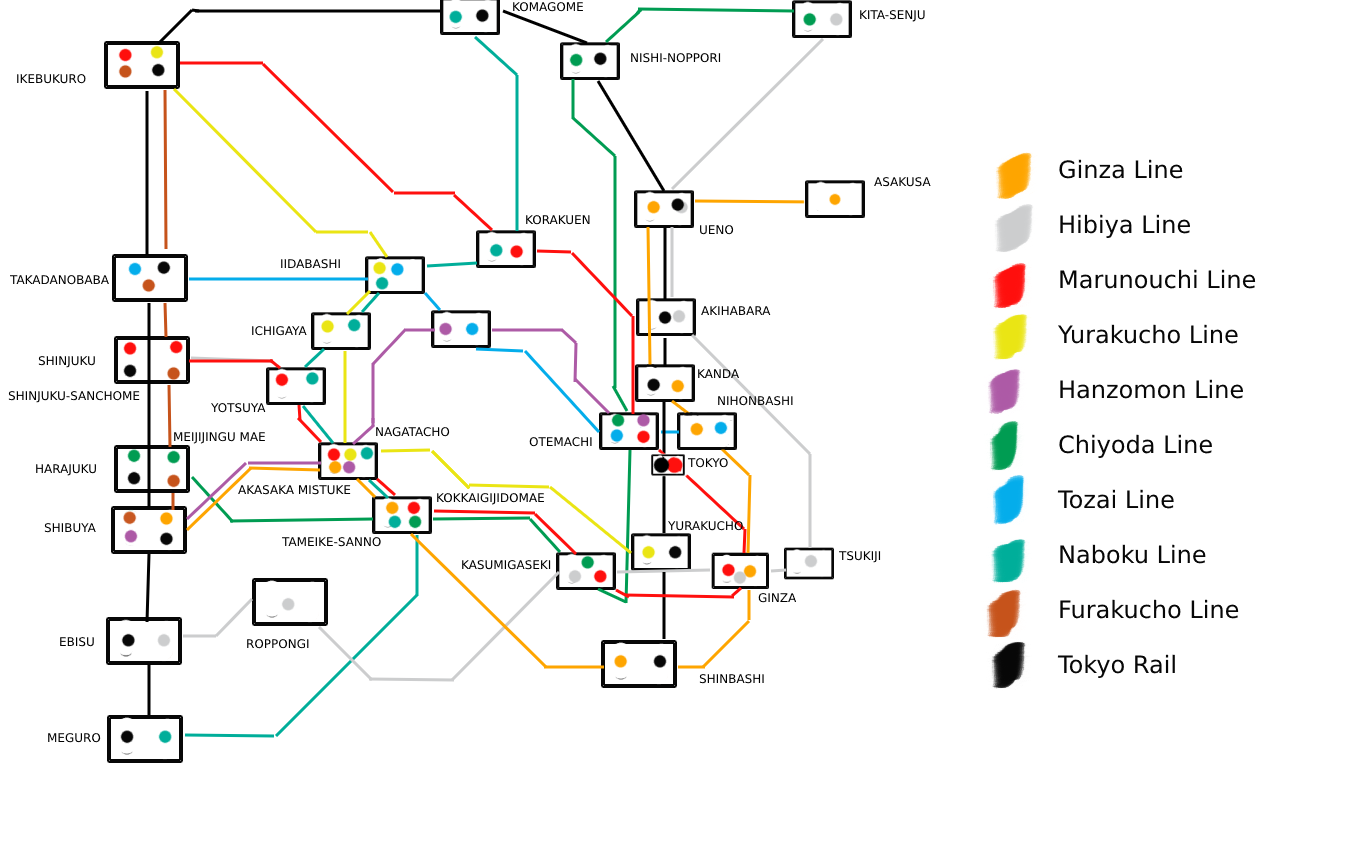 KOMAGOME
KITA-SENJU
NISHI-NOPPORI
IKEBUKURO
ASAKUSA
KORAKUEN
UENO
IIDABASHI
TAKADANOBABA
AKIHABARA
ICHIGAYA
SHINJUKU
KANDA
SHINJUKU-SANCHOME
NIHONBASHI
YOTSUYA
MEIJIJINGU MAE
NAGATACHO
OTEMACHI
HARAJUKU
TOKYO
AKASAKA MISTUKE
KOKKAIGIJIDOMAE
SHIBUYA
YURAKUCHO
TAMEIKE-SANNO
TSUKIJI
KASUMIGASEKI
GINZA
EBISU
ROPPONGI
SHINBASHI
MEGURO
Ginza Line
Hibiya Line
Marunouchi Line
Yurakucho Line
Hanzomon Line
Chiyoda Line
Tozai Line
Naboku Line
Furakucho Line
Tokyo Rail